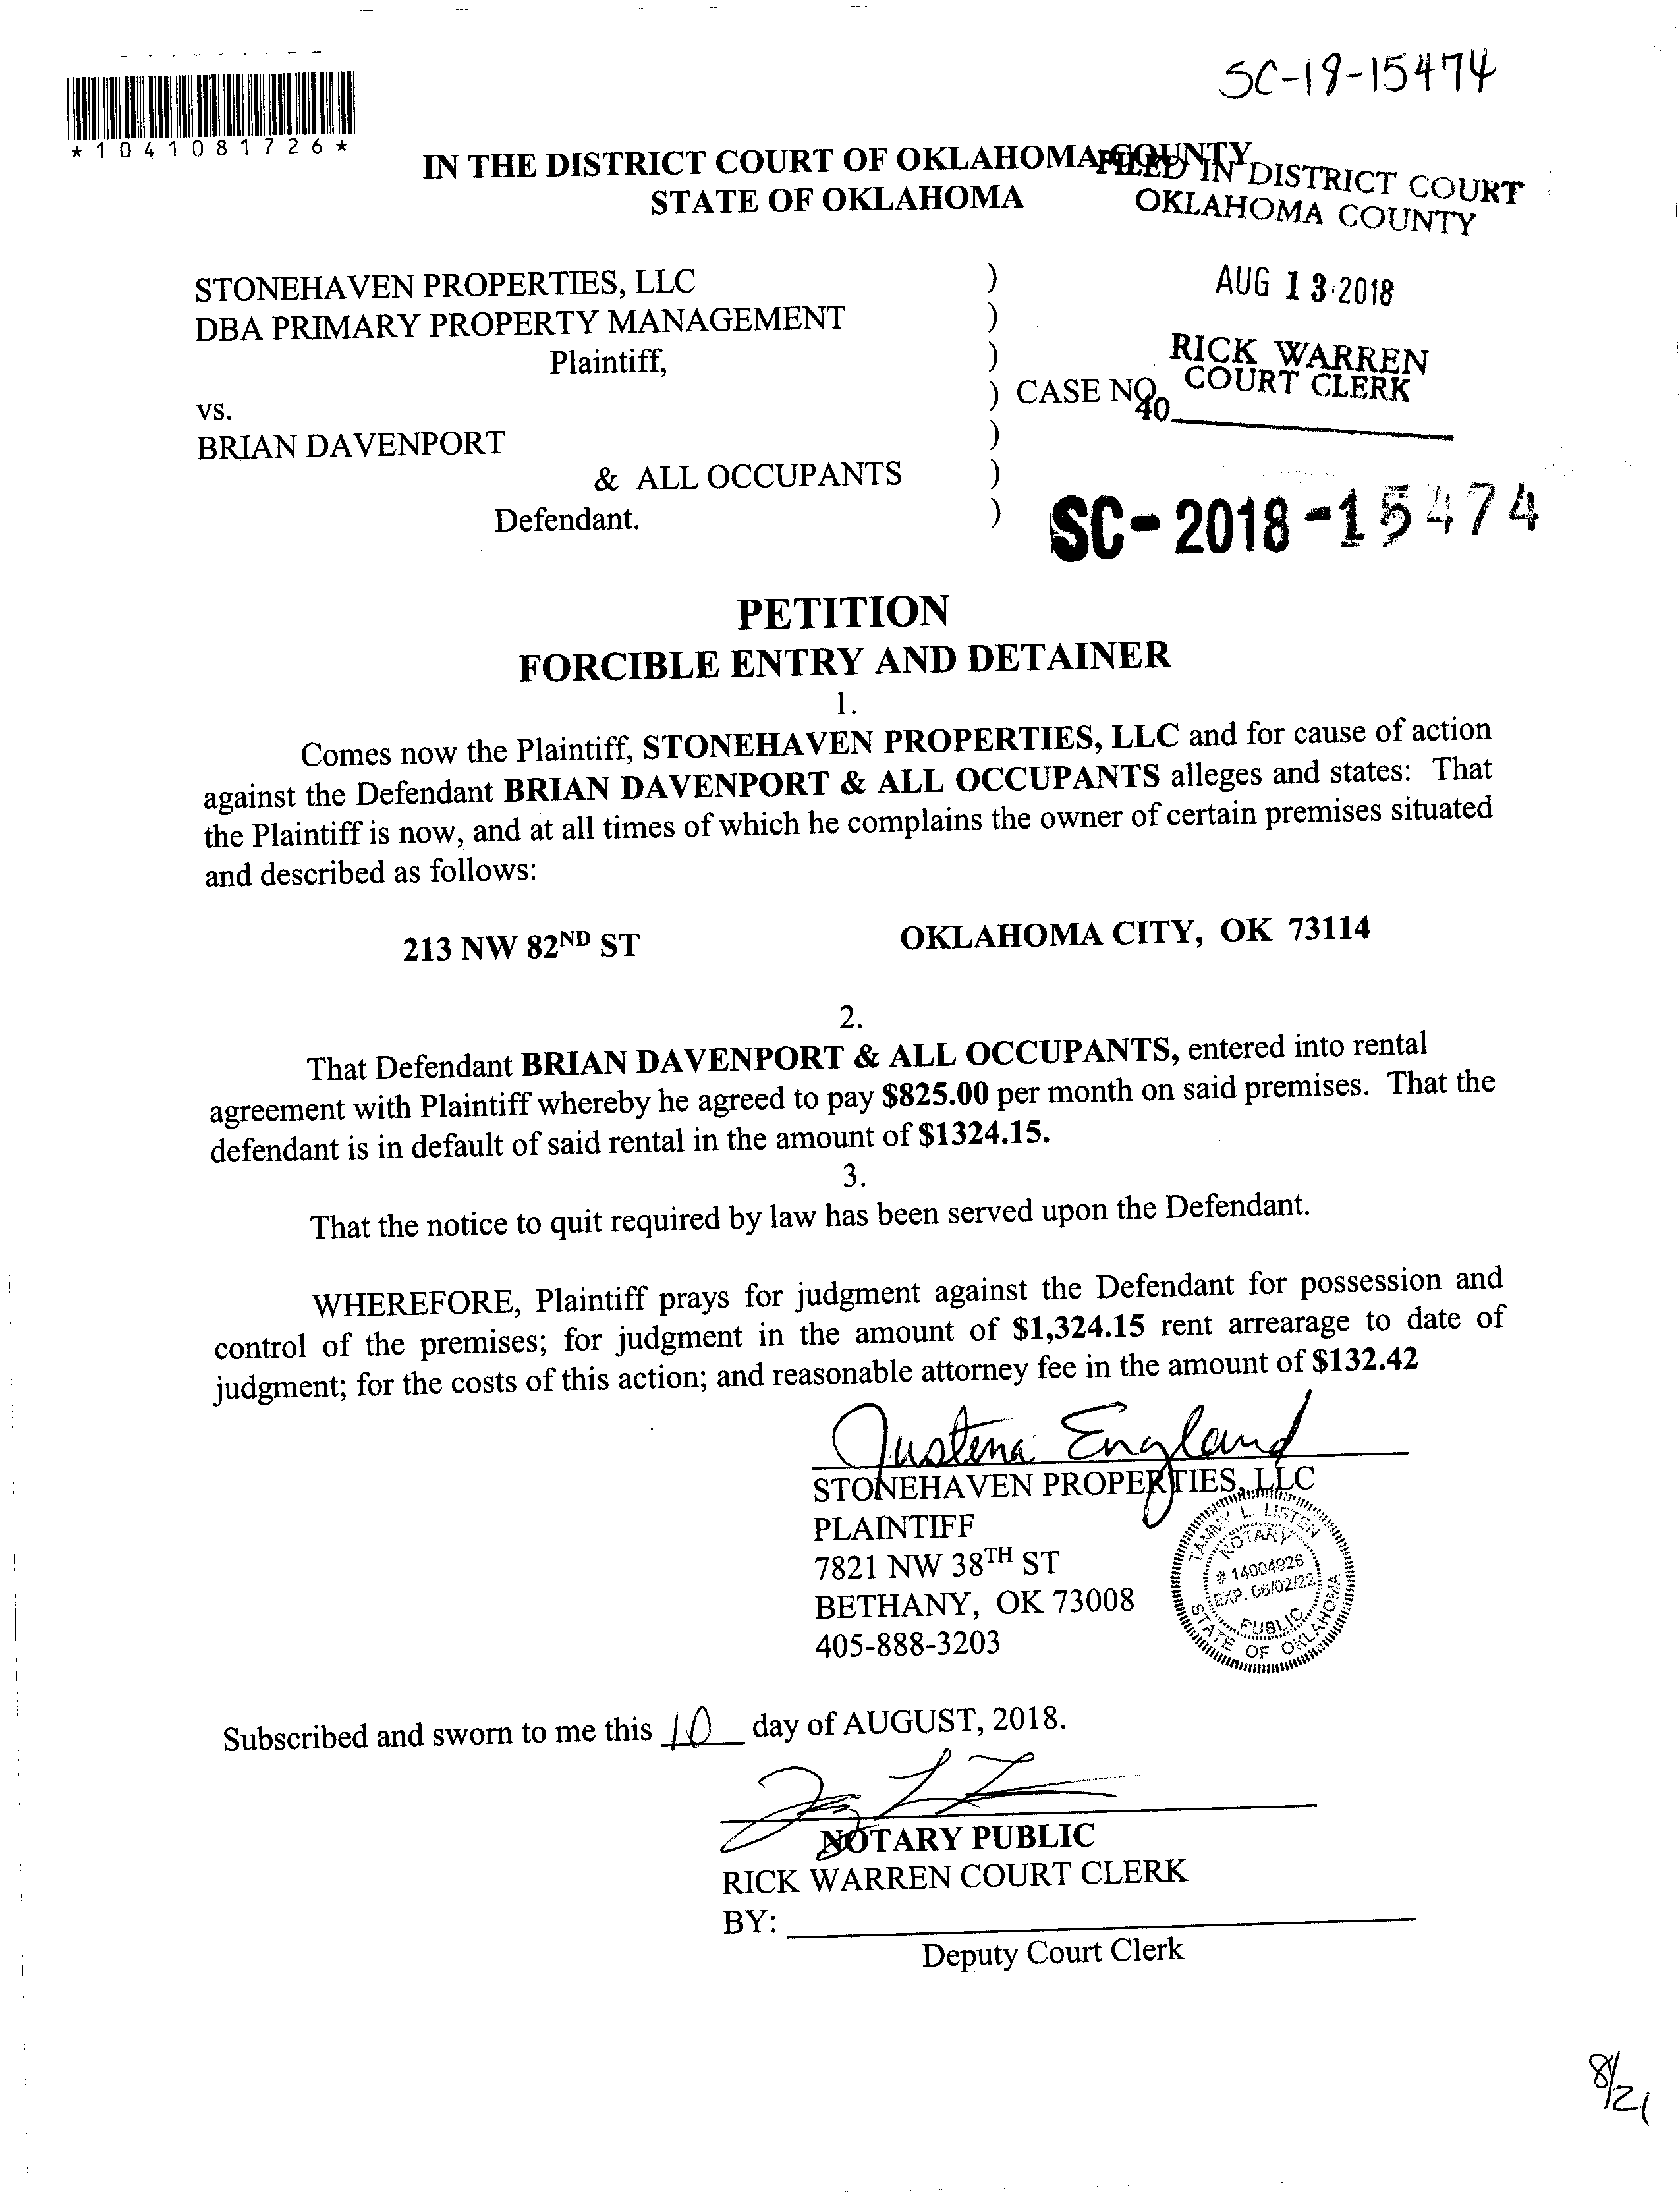 SC-18-15474
*1041081726*
IN THE DISTRICT COURT OF OKLAHOMA COUNTY
STATE OF OKLAHOMA
FILED IN DISTRICT COURT
OKLAHOMA COUNTY
STONEHAVEN PROPERTIES, LLC )
DBA PRIMARY PROPERTY MANAGEMENT )
Plaintiff, )
AUG 13 2018
RICK WARREN
COURT CLERK
vs. ) CASE NO.
40
BRIAN DAVENPORT )
& ALL OCCUPANTS )
Defendant. )
SC-2018-15474
PETITION
FORCIBLE ENTRY AND DETAINER
1.
Comes now the Plaintiff, STONEHAVEN PROPERTIES, LLC and for cause of action
against the Defendant BRIAN DAVENPORT & ALL OCCUPANTS alleges and states: That
the Plaintiff is now, and at all times of which he complains the owner of certain premises situated
and described as follows:
213 NW 82ND ST OKLAHOMA CITY, OK 73114
2.
That Defendant BRIAN DAVENPORT & ALL OCCUPANTS, entered into rental
agreement with Plaintiff whereby he agreed to pay $825.00 per month on said premises. That the
defendant is in default of said rental in the amount of $1324.15.
3.
That the notice to quit required by law has been served upon the Defendant.
WHEREFORE, Plaintiff prays for judgment against the Defendant for possession and
control of the premises; for judgment in the amount of $1,324.15 rent arrearage to date of
judgment; for the costs of this action; and reasonable attorney fee in the amount of $132.42
Justena England
STONEHAVEN PROPERTIES, LLC
PLAINTIFF
7821 NW 38TH ST
BETHANY, OK 73008
405-888-3203
TAMMY L. LISTEN
NOTARY
# 14004926
EXP. 06/02/22
PUBLIC
STATE OF OKLAHOMA
Subscribed and sworn to me this 10 day of AUGUST, 2018.
NOTARY PUBLIC
RICK WARREN COURT CLERK
BY:
Deputy Court Clerk
8/21